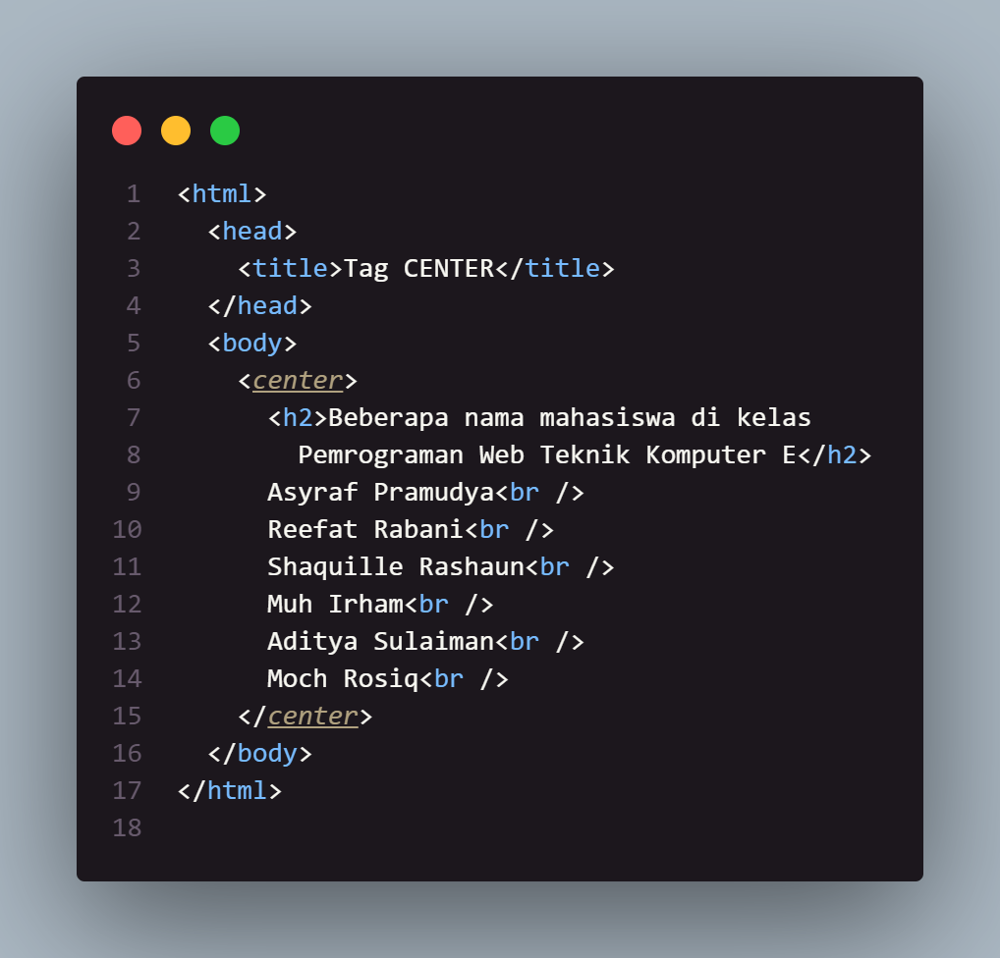 1 <html>
2   <head>
3     <title>Tag CENTER</title>
4   </head>
5   <body>
6     <center>
7       <h2>Beberapa nama mahasiswa di kelas
8         Pemrograman Web Teknik Komputer E</h2>
9       Asyraf Pramudya<br />
10       Reefat Rabani<br />
11       Shaquille Rashaun<br />
12       Muh Irham<br />
13       Aditya Sulaiman<br />
14       Moch Rosiq<br />
15     </center>
16   </body>
17 </html>
18